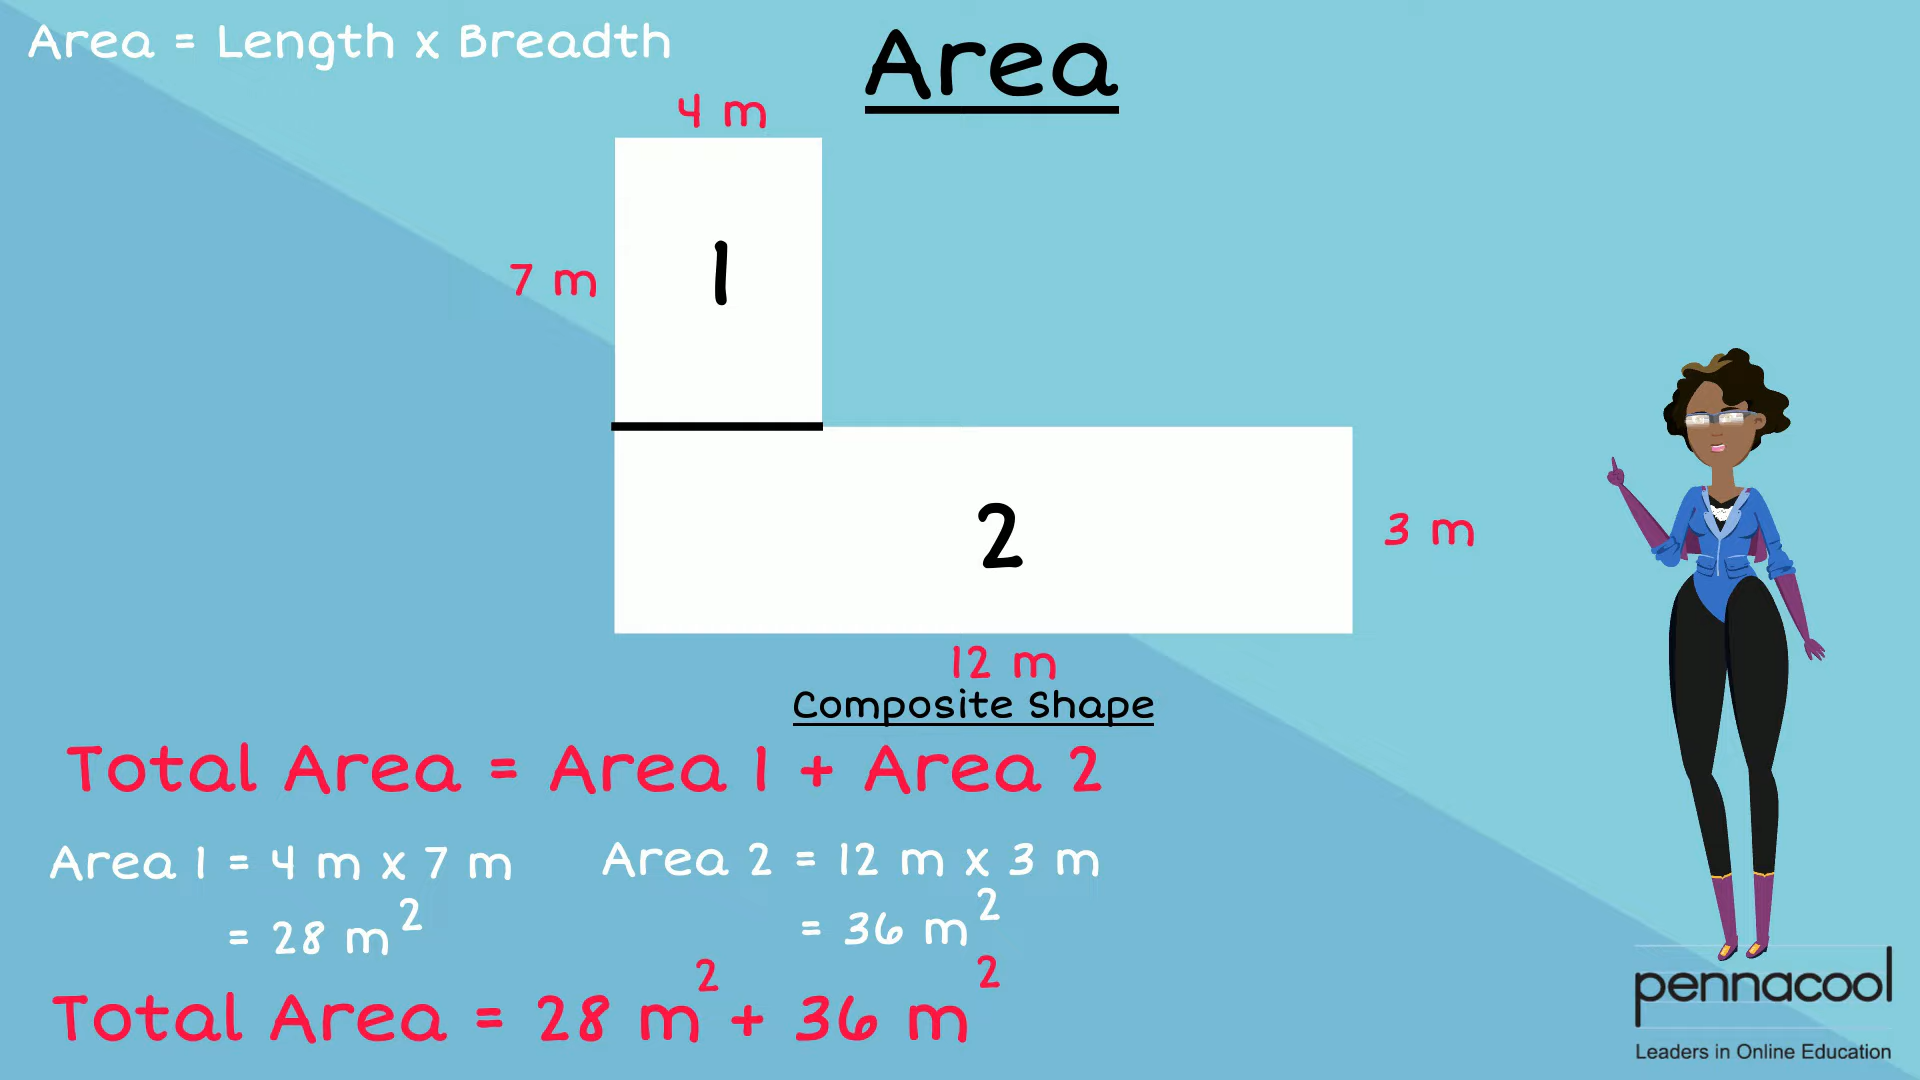 Area = Length x Breadth
Area
4 m
1
7 m
2
3 m
12 m
Composite Shape
Total Area = Area 1 + Area 2
Area 1 = 4 m x 7 m
= 28 m²
Area 2 = 12 m x 3 m
= 36 m²
Total Area = 28 m² + 36 m²
pennacool
Leaders in Online Education